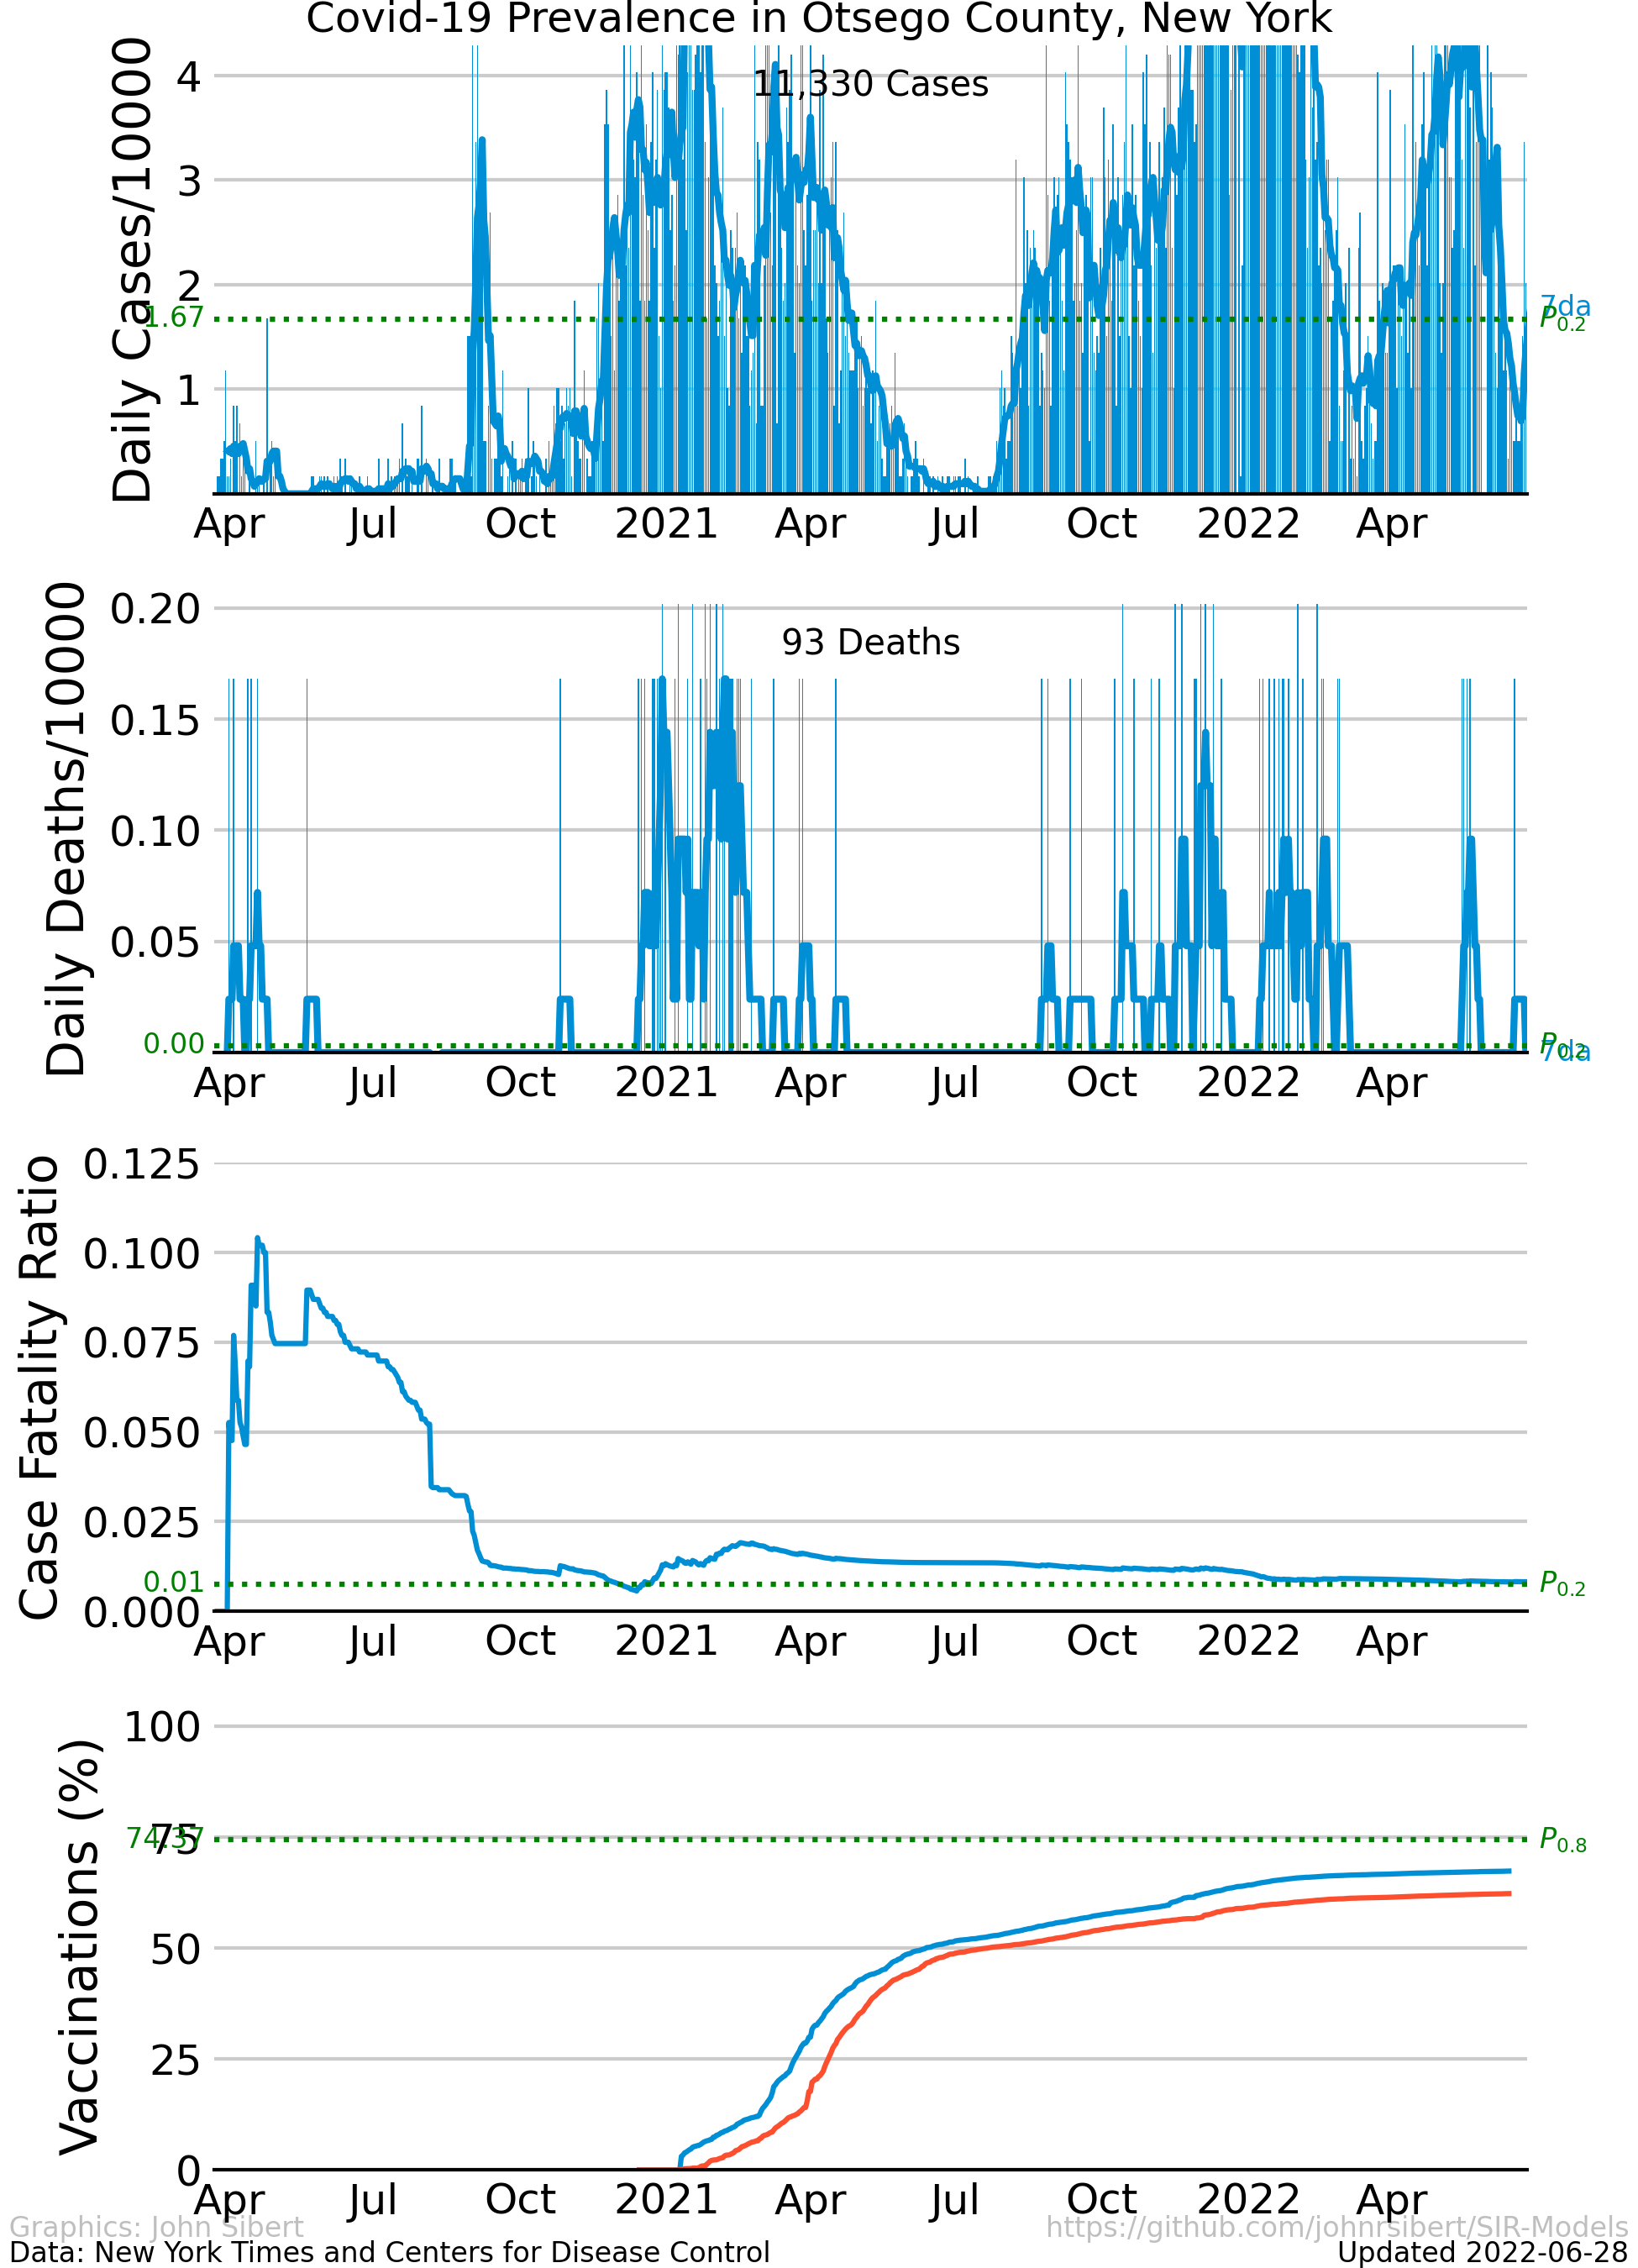 Covid-19 Prevalence in Otsego County, New York
Daily Cases/10000
11,330 Cases
4
3
2
1.67
1
7da
P0.2
Apr Jul Oct 2021 Apr Jul Oct 2022 Apr
Daily Deaths/10000
93 Deaths
0.20
0.15
0.10
0.05
0.00
P0.2
7da
Apr Jul Oct 2021 Apr Jul Oct 2022 Apr
Case Fatality Ratio
0.125
0.100
0.075
0.050
0.025
0.01
0.000
P0.2
Apr Jul Oct 2021 Apr Jul Oct 2022 Apr
Vaccinations (%)
100
75
74.37
P0.8
50
25
0
Apr Jul Oct 2021 Apr Jul Oct 2022 Apr
Graphics: John Sibert https://github.com/johnrsibert/SIR-Models
Data: New York Times and Centers for Disease Control Updated 2022-06-28